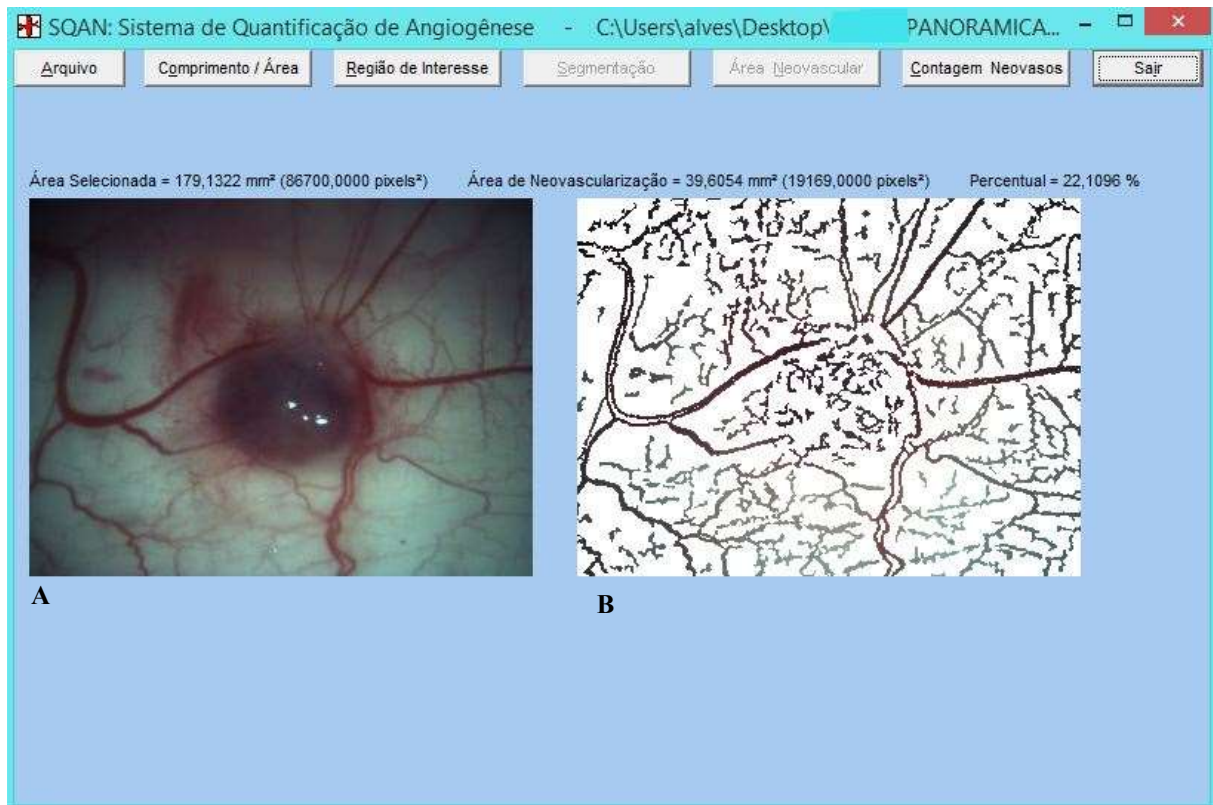 SQAN: Sistema de Quantificação de Angiogênese - C:\Users\alves\Desktop\ PANORAMICA...
Arquivo Comprimento / Área Região de Interesse Segmentação Área Neovascular Contagem Neovasos Sair
Área Selecionada = 179,1322 mm² (86700,0000 pixels²) Área de Neovascularização = 39,6054 mm² (19169,0000 pixels²) Percentual = 22,1096 %
A B